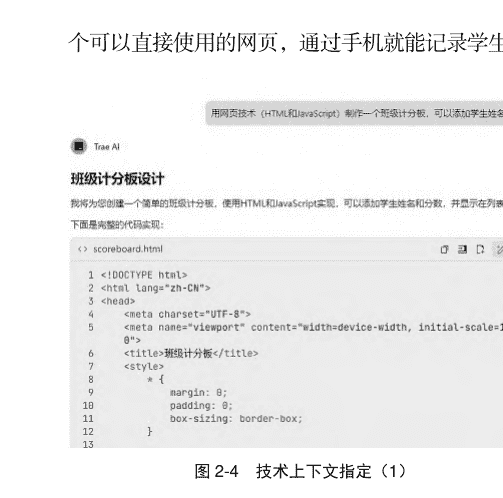 个可以直接使用的网页，通过手机就能记录学生
用网页技术（HTML和JavaScript）制作一个班级计分板，可以添加学生姓名
Trae AI
班级计分板设计
我将为您创建一个简单的班级计分板，使用HTML和JavaScript实现，可以添加学生姓名和分数，并显示在列表
下面是完整的代码实现：
<> scoreboard.html
1 <!DOCTYPE html>
2 <html lang="zh-CN">
3 <head>
4 <meta charset="UTF-8">
5 <meta name="viewport" content="width=device-width, initial-scale=1
0">
6 <title>班级计分板</title>
7 <style>
8 * {
9 margin: 0;
10 padding: 0;
11 box-sizing: border-box;
12 }
13
图 2-4 技术上下文指定（1）